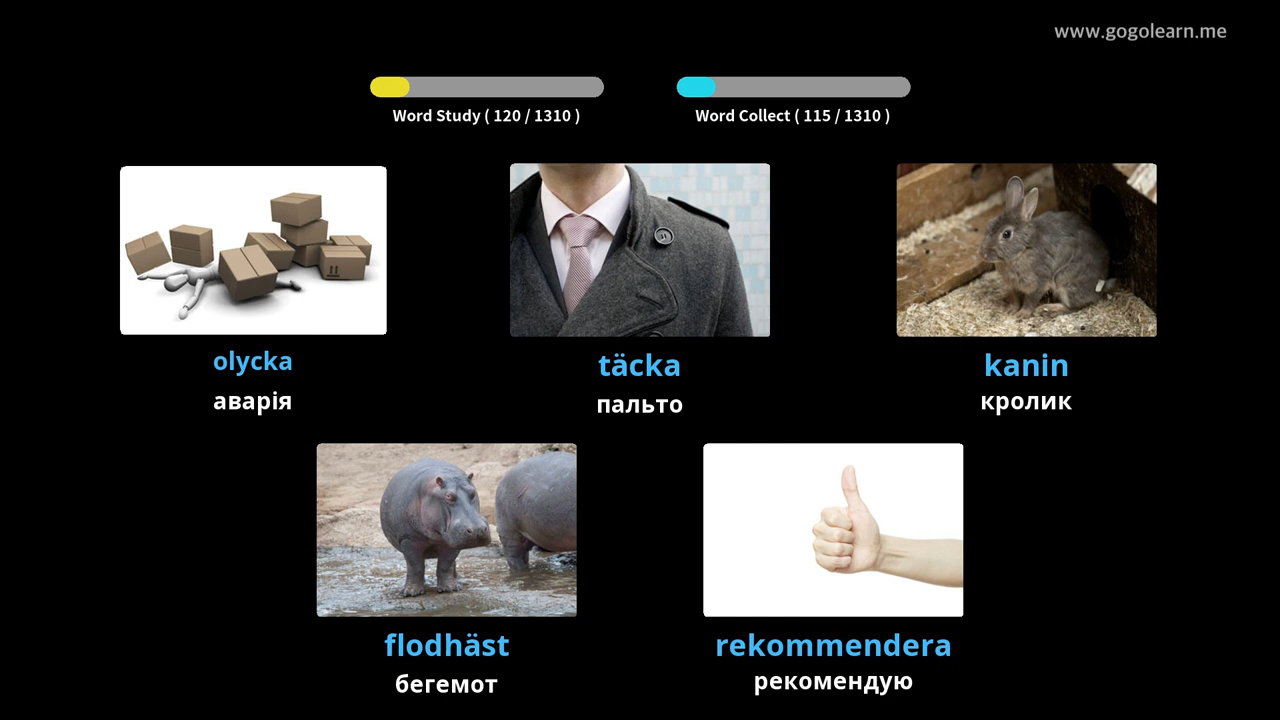 www.gogolearn.me
Word Study ( 120 / 1310 )
Word Collect ( 115 / 1310 )
olycka
täcka
kanin
аварія
пальто
кролик
flodhäst
rekommendera
бегемот
рекомендую